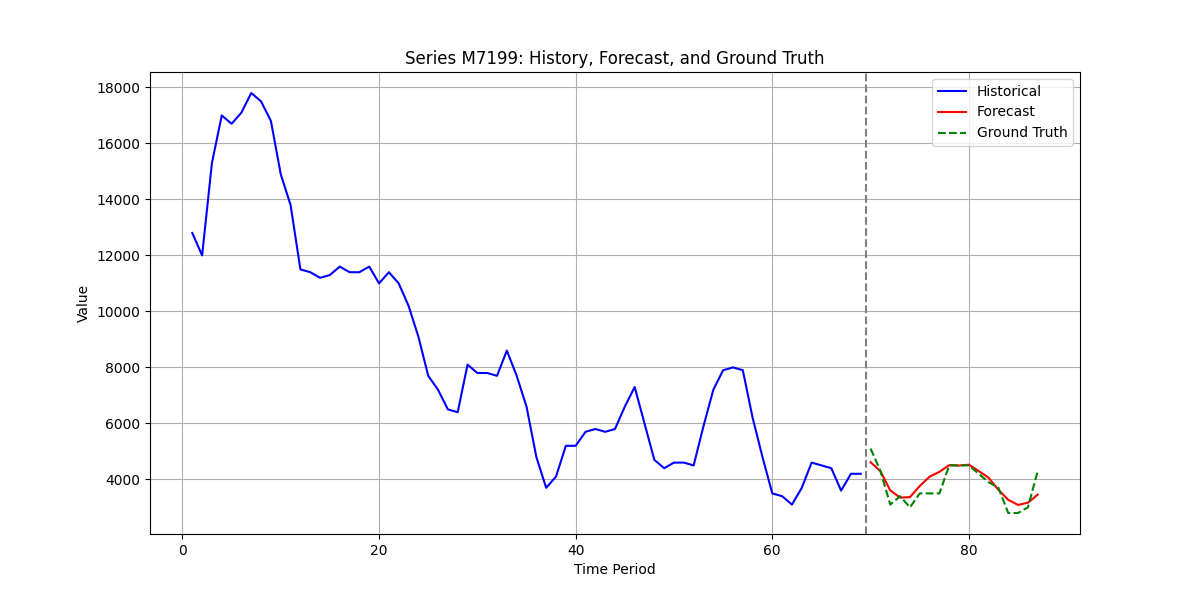 Series M7199: History, Forecast, and Ground Truth
Historical
Forecast
Ground Truth
Value
18000
16000
14000
12000
10000
8000
6000
4000
0
20
40
60
80
Time Period